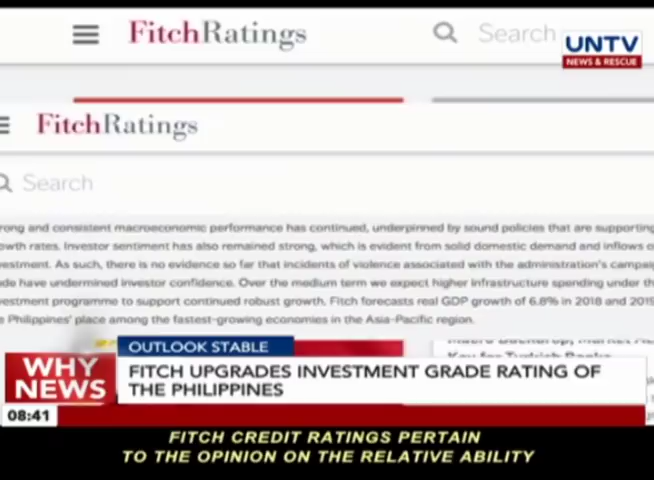 FitchRatings
Search
UNTV
NEWS & RESCUE
FitchRatings
Search
rong and consistent macroeconomic performance has continued, underpinned by sound policies that are supporting
owth rates. Investor sentiment has also remained strong, which is evident from solid domestic demand and inflows o
vestment. As such, there is no evidence so far that incidents of violence associated with the administration's campaig
ade have undermined investor confidence. Over the medium term we expect higher infrastructure spending under th
vestment programme to support continued robust growth. Fitch forecasts real GDP growth of 6.8% in 2018 and 2019
e Philippines' place among the fastest-growing economies in the Asia-Pacific region.
Key for Turkish Banks
OUTLOOK STABLE
WHY
NEWS
FITCH UPGRADES INVESTMENT GRADE RATING OF
THE PHILIPPINES
08:41
FITCH CREDIT RATINGS PERTAIN
TO THE OPINION ON THE RELATIVE ABILITY